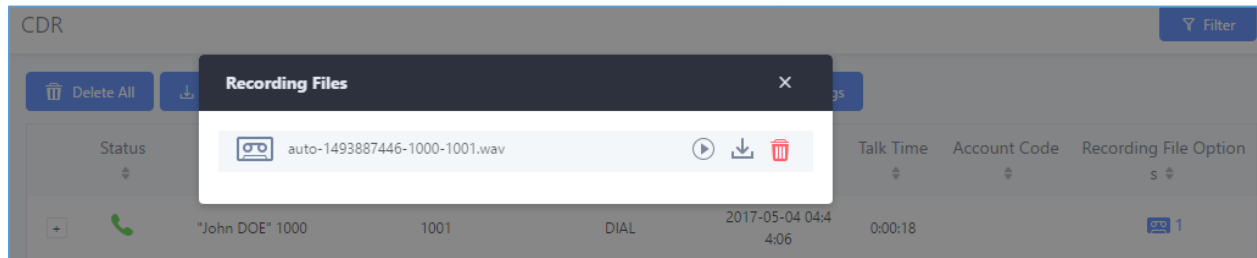 CDR
Filter
Recording Files
Delete All
gs
auto-1493887446-1000-1001.wav
Status
Talk Time
Account Code
Recording File Option
s
+
"John DOE" 1000
1001
DIAL
2017-05-04 04:4
4:06
0:00:18
1